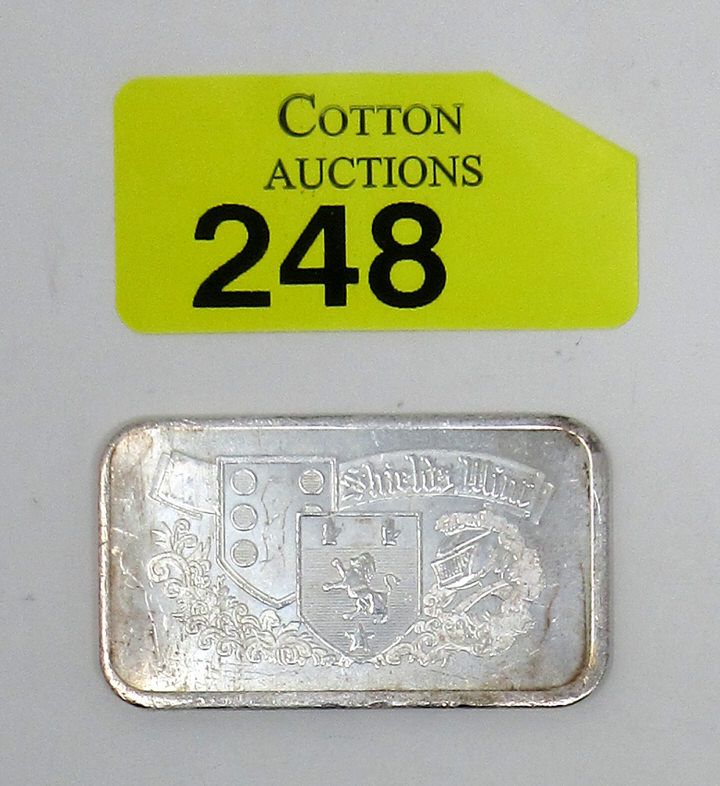 COTTON
AUCTIONS
248
Shields Mint